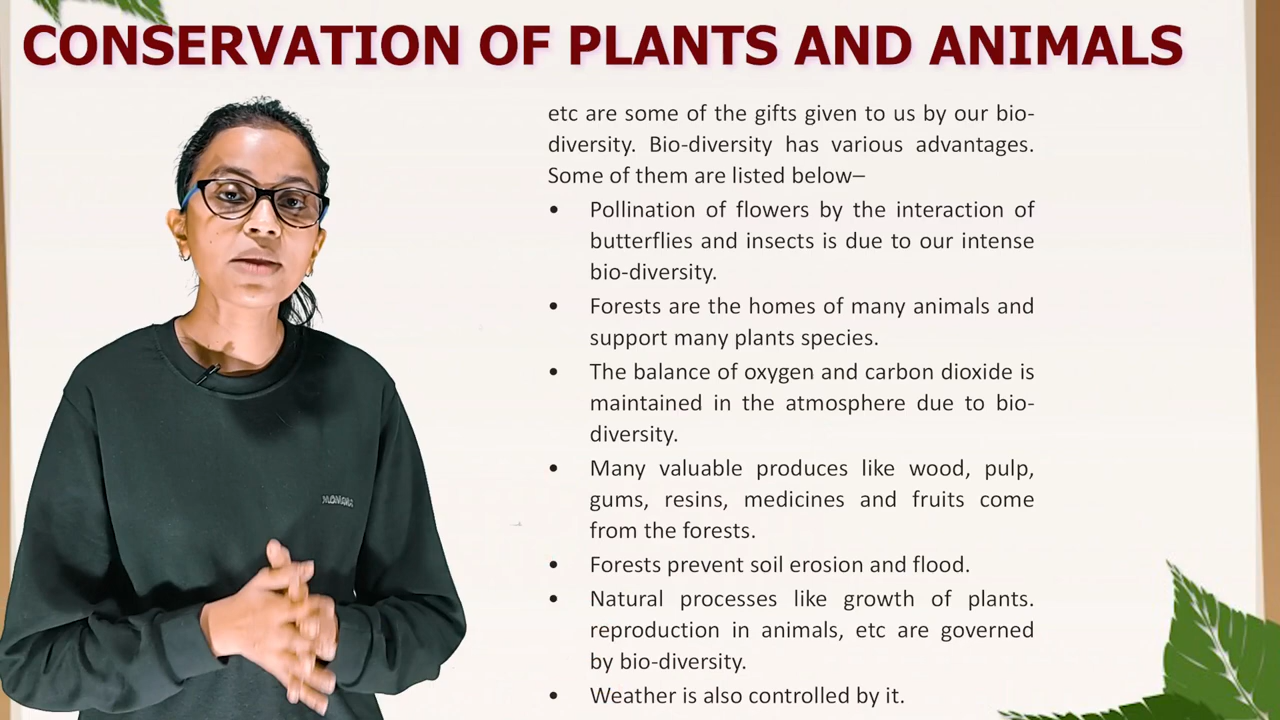 CONSERVATION OF PLANTS AND ANIMALS
etc are some of the gifts given to us by our bio-
diversity. Bio-diversity has various advantages.
Some of them are listed below–
• Pollination of flowers by the interaction of
butterflies and insects is due to our intense
bio-diversity.
• Forests are the homes of many animals and
support many plants species.
• The balance of oxygen and carbon dioxide is
maintained in the atmosphere due to bio-
diversity.
• Many valuable produces like wood, pulp,
gums, resins, medicines and fruits come
from the forests.
• Forests prevent soil erosion and flood.
• Natural processes like growth of plants.
reproduction in animals, etc are governed
by bio-diversity.
• Weather is also controlled by it.